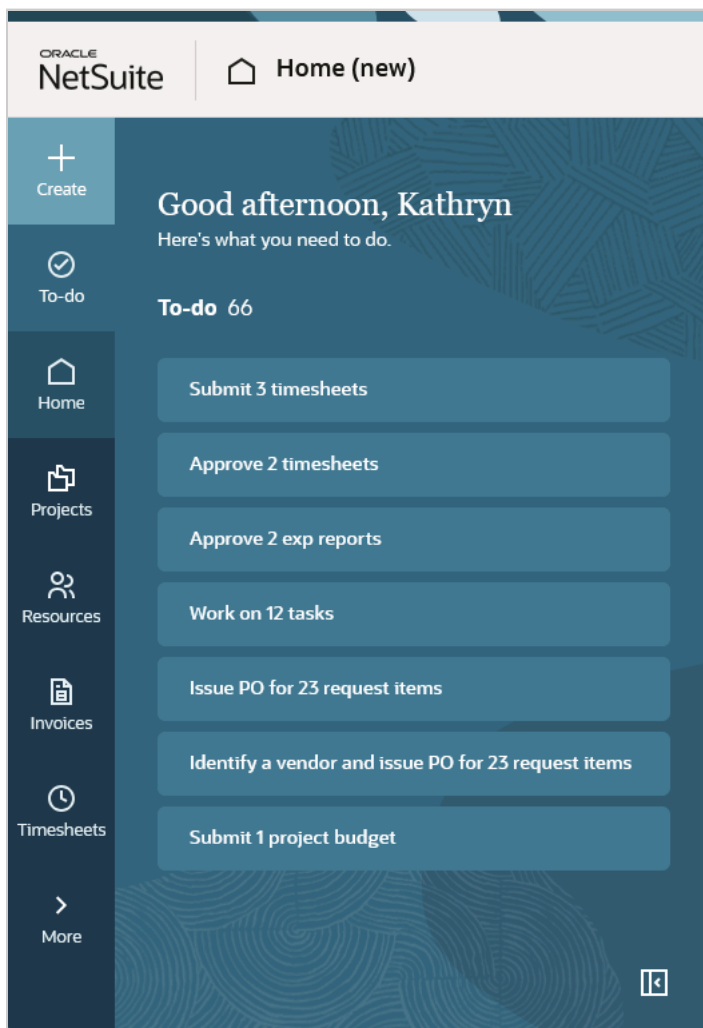 ORACLE
NetSuite
Home (new)
Create
To-do
Home
Projects
Resources
Invoices
Timesheets
More
Good afternoon, Kathryn
Here's what you need to do.
To-do 66
Submit 3 timesheets
Approve 2 timesheets
Approve 2 exp reports
Work on 12 tasks
Issue PO for 23 request items
Identify a vendor and issue PO for 23 request items
Submit 1 project budget